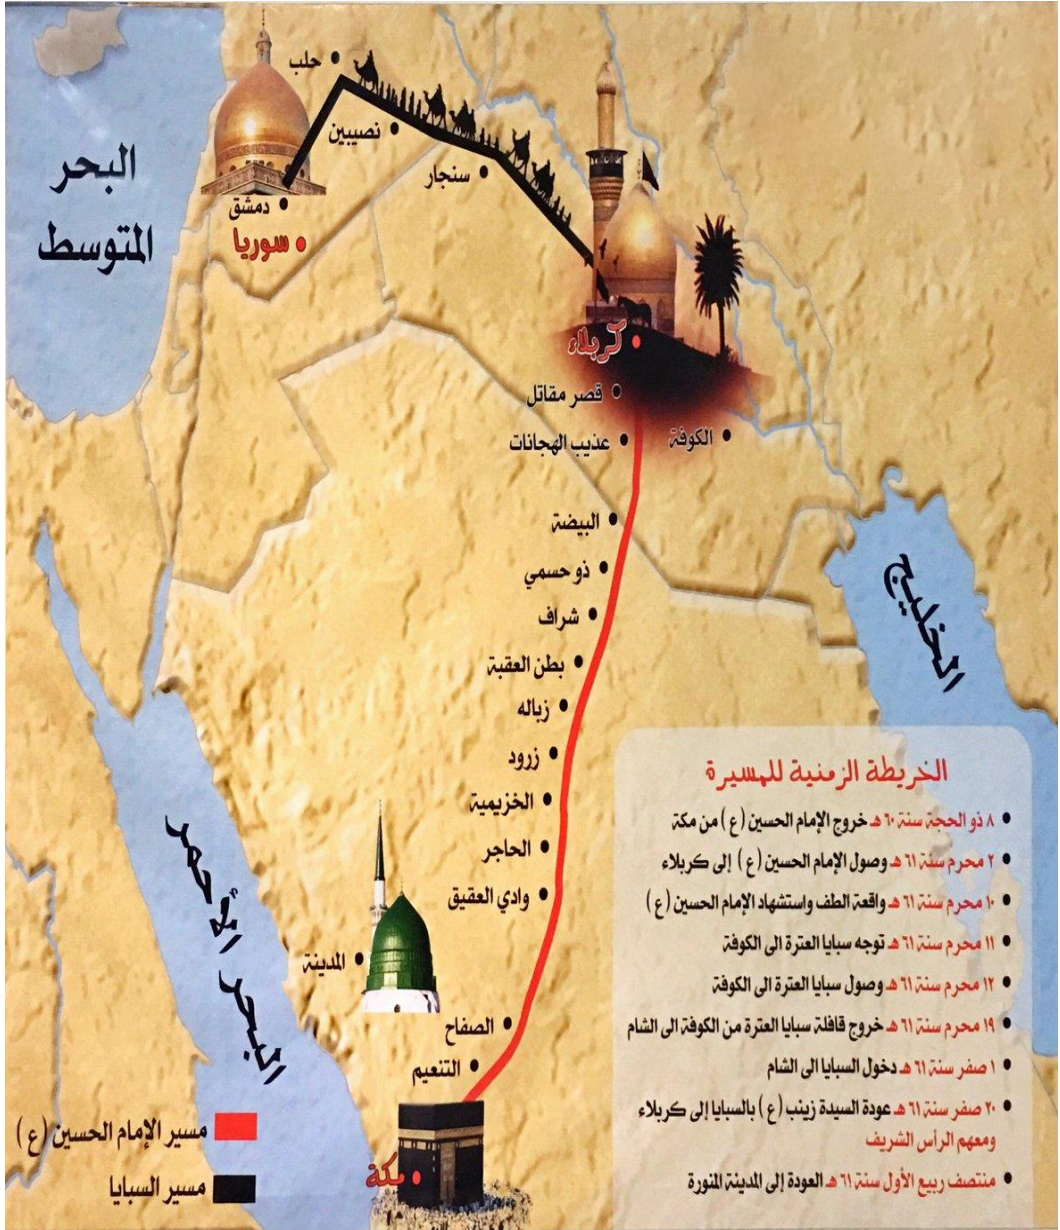 حلب
نصيبين
سنجار
دمشق
سوريا
البحر
المتوسط
كربلاء
قصر مقاتل
الكوفة
عذيب الهجانات
البيضة
ذو حسمي
شراف
بطن العقبة
زباله
زرود
الخزيمية
الحاجر
وادي العقيق
المدينة
الصفاح
التنعيم
مكة
الخليج
البحر الأحمر
مسير الإمام الحسين (ع)
مسير السبايا
الخريطة الزمنية للمسيرة
٨ ذو الحجة سنة ٦٠ هـ خروج الإمام الحسين (ع) من مكة
٢ محرم سنة ٦١ هـ وصول الإمام الحسين (ع) إلى كربلاء
١٠ محرم سنة ٦١ هـ واقعة الطف واستشهاد الإمام الحسين (ع)
١١ محرم سنة ٦١ هـ توجه سبايا العترة الى الكوفة
١٢ محرم سنة ٦١ هـ وصول سبايا العترة الى الكوفة
١٩ محرم سنة ٦١ هـ خروج قافلة سبايا العترة من الكوفة الى الشام
١ صفر سنة ٦١ هـ دخول السبايا الى الشام
٢٠ صفر سنة ٦١ هـ عودة السيدة زينب (ع) بالسبايا إلى كربلاء
ومعهم الرأس الشريف
منتصف ربيع الأول سنة ٦١ هـ العودة إلى المدينة المنورة